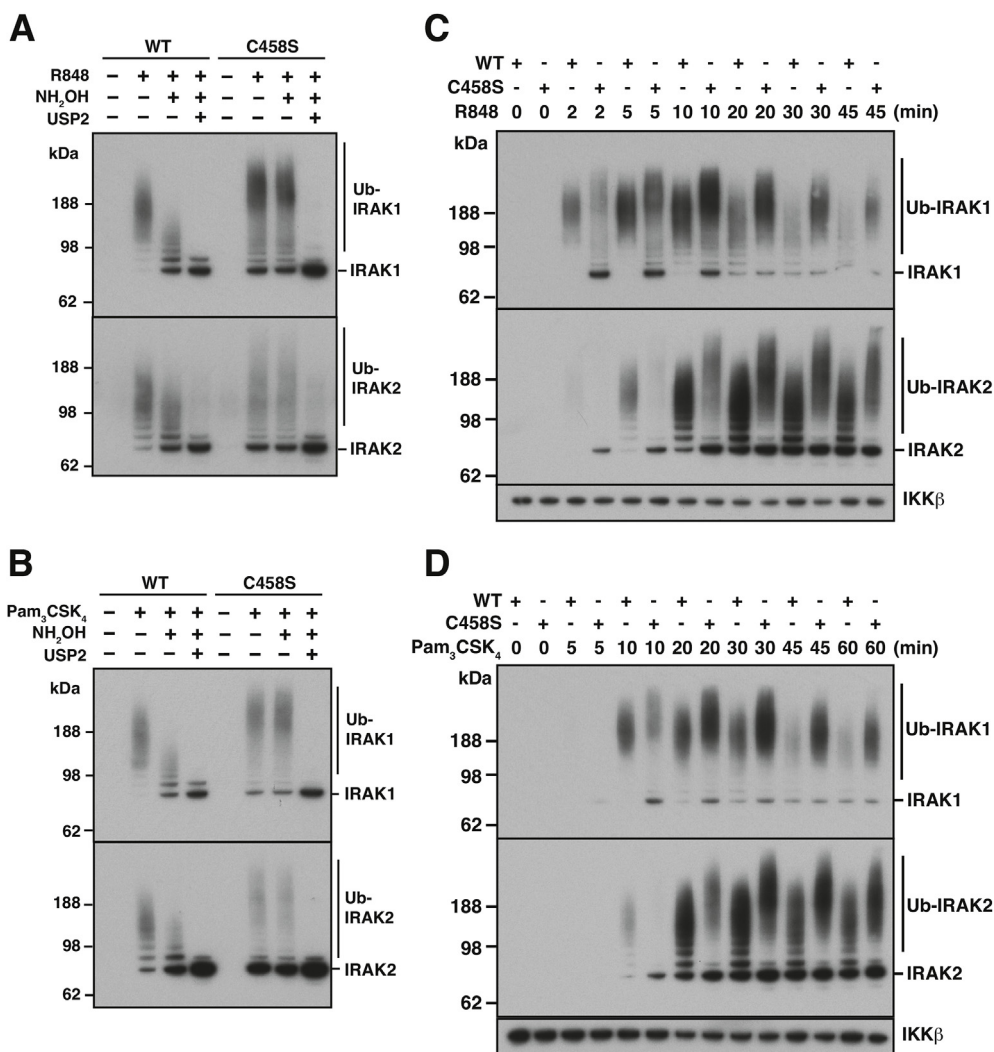 A
WT C458S
R848 – + + + – + + +
NH₂OH – – + + – – + +
USP2 – – – + – – – +
kDa
188
98
62
Ub-
IRAK1
IRAK1
188
98
62
Ub-
IRAK2
IRAK2
B
WT C458S
Pam₃CSK₄ – + + + – + + +
NH₂OH – – + + – – + +
USP2 – – – + – – – +
kDa
188
98
62
Ub-
IRAK1
IRAK1
188
98
62
Ub-
IRAK2
IRAK2
C
WT + - + - + - + - + - + - + -
C458S - + - + - + - + - + - + - +
R848 0 0 2 2 5 5 10 10 20 20 30 30 45 45 (min)
kDa
188
98
62
Ub-IRAK1
IRAK1
188
98
62
Ub-IRAK2
IRAK2
IKKβ
D
WT + - + - + - + - + - + - + -
C458S - + - + - + - + - + - + - +
Pam₃CSK₄ 0 0 5 5 10 10 20 20 30 30 45 45 60 60 (min)
kDa
188
98
62
Ub-IRAK1
IRAK1
188
98
62
Ub-IRAK2
IRAK2
IKKβ